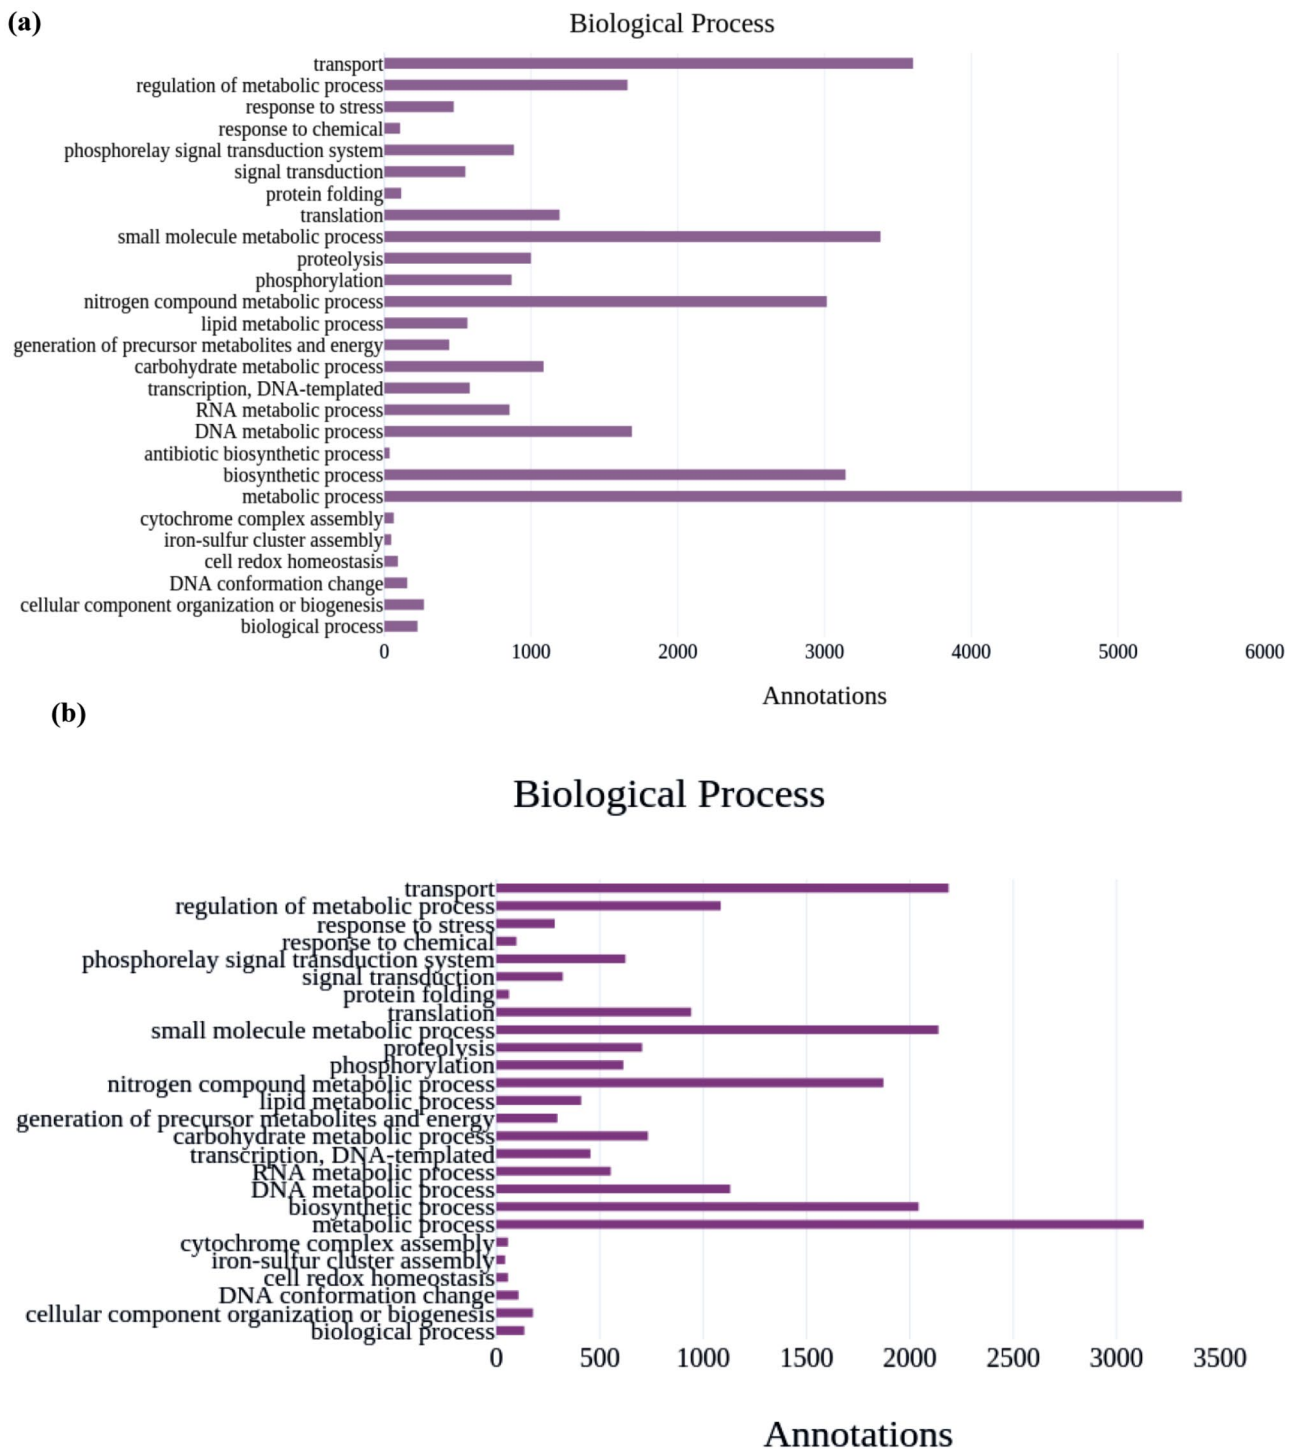 (a)
Biological Process
transport
regulation of metabolic process
response to stress
response to chemical
phosphorelay signal transduction system
signal transduction
protein folding
translation
small molecule metabolic process
proteolysis
phosphorylation
nitrogen compound metabolic process
lipid metabolic process
generation of precursor metabolites and energy
carbohydrate metabolic process
transcription, DNA-templated
RNA metabolic process
DNA metabolic process
antibiotic biosynthetic process
biosynthetic process
metabolic process
cytochrome complex assembly
iron-sulfur cluster assembly
cell redox homeostasis
DNA conformation change
cellular component organization or biogenesis
biological process
0 1000 2000 3000 4000 5000 6000
Annotations
(b)
Biological Process
transport
regulation of metabolic process
response to stress
response to chemical
phosphorelay signal transduction system
signal transduction
protein folding
translation
small molecule metabolic process
proteolysis
phosphorylation
nitrogen compound metabolic process
lipid metabolic process
generation of precursor metabolites and energy
carbohydrate metabolic process
transcription, DNA-templated
RNA metabolic process
DNA metabolic process
biosynthetic process
metabolic process
cytochrome complex assembly
iron-sulfur cluster assembly
cell redox homeostasis
DNA conformation change
cellular component organization or biogenesis
biological process
0 500 1000 1500 2000 2500 3000 3500
Annotations